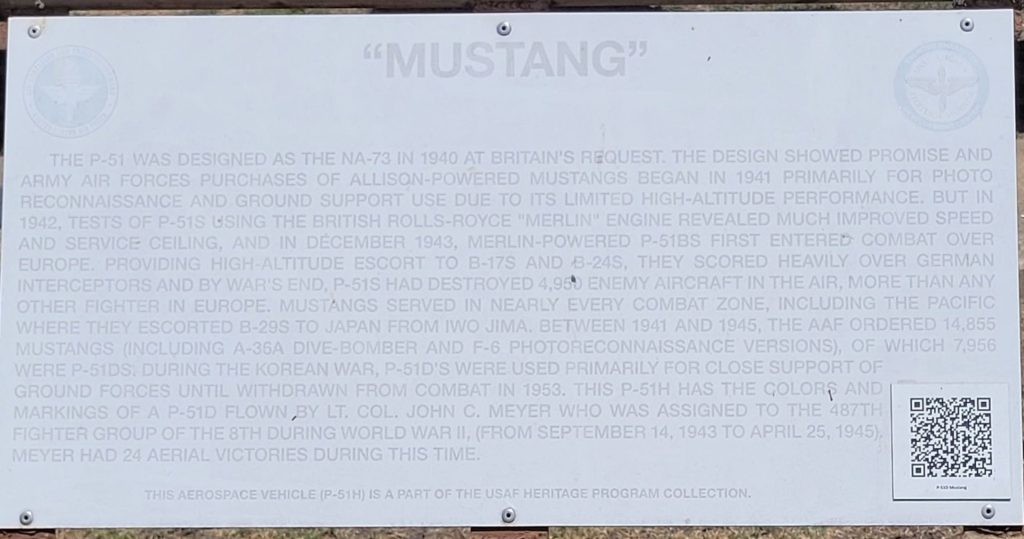 “MUSTANG”
THE P-51 WAS DESIGNED AS THE NA-73 IN 1940 AT BRITAIN'S REQUEST. THE DESIGN SHOWED PROMISE AND
ARMY AIR FORCES PURCHASES OF ALLISON-POWERED MUSTANGS BEGAN IN 1941 PRIMARILY FOR PHOTO
RECONNAISSANCE AND GROUND SUPPORT USE DUE TO ITS LIMITED HIGH-ALTITUDE PERFORMANCE. BUT IN
1942, TESTS OF P-51S USING THE BRITISH ROLLS-ROYCE "MERLIN" ENGINE REVEALED MUCH IMPROVED SPEED
AND SERVICE CEILING, AND IN DECEMBER 1943, MERLIN-POWERED P-51BS FIRST ENTERED COMBAT OVER
EUROPE. PROVIDING HIGH-ALTITUDE ESCORT TO B-17S AND B-24S, THEY SCORED HEAVILY OVER GERMAN
INTERCEPTORS AND BY WAR'S END, P-51S HAD DESTROYED 4,950 ENEMY AIRCRAFT IN THE AIR, MORE THAN ANY
OTHER FIGHTER IN EUROPE. MUSTANGS SERVED IN NEARLY EVERY COMBAT ZONE, INCLUDING THE PACIFIC
WHERE THEY ESCORTED B-29S TO JAPAN FROM IWO JIMA. BETWEEN 1941 AND 1945, THE AAF ORDERED 14,855
MUSTANGS (INCLUDING A-36A DIVE-BOMBER AND F-6 PHOTORECONNAISSANCE VERSIONS), OF WHICH 7,956
WERE P-51DS. DURING THE KOREAN WAR, P-51D'S WERE USED PRIMARILY FOR CLOSE SUPPORT OF
GROUND FORCES UNTIL WITHDRAWN FROM COMBAT IN 1953. THIS P-51H HAS THE COLORS AND
MARKINGS OF A P-51D FLOWN BY LT. COL. JOHN C. MEYER WHO WAS ASSIGNED TO THE 487TH
FIGHTER GROUP OF THE 8TH DURING WORLD WAR II, (FROM SEPTEMBER 14, 1943 TO APRIL 25, 1945).
MEYER HAD 24 AERIAL VICTORIES DURING THIS TIME.
THIS AEROSPACE VEHICLE (P-51H) IS A PART OF THE USAF HERITAGE PROGRAM COLLECTION.
P-51D Mustang